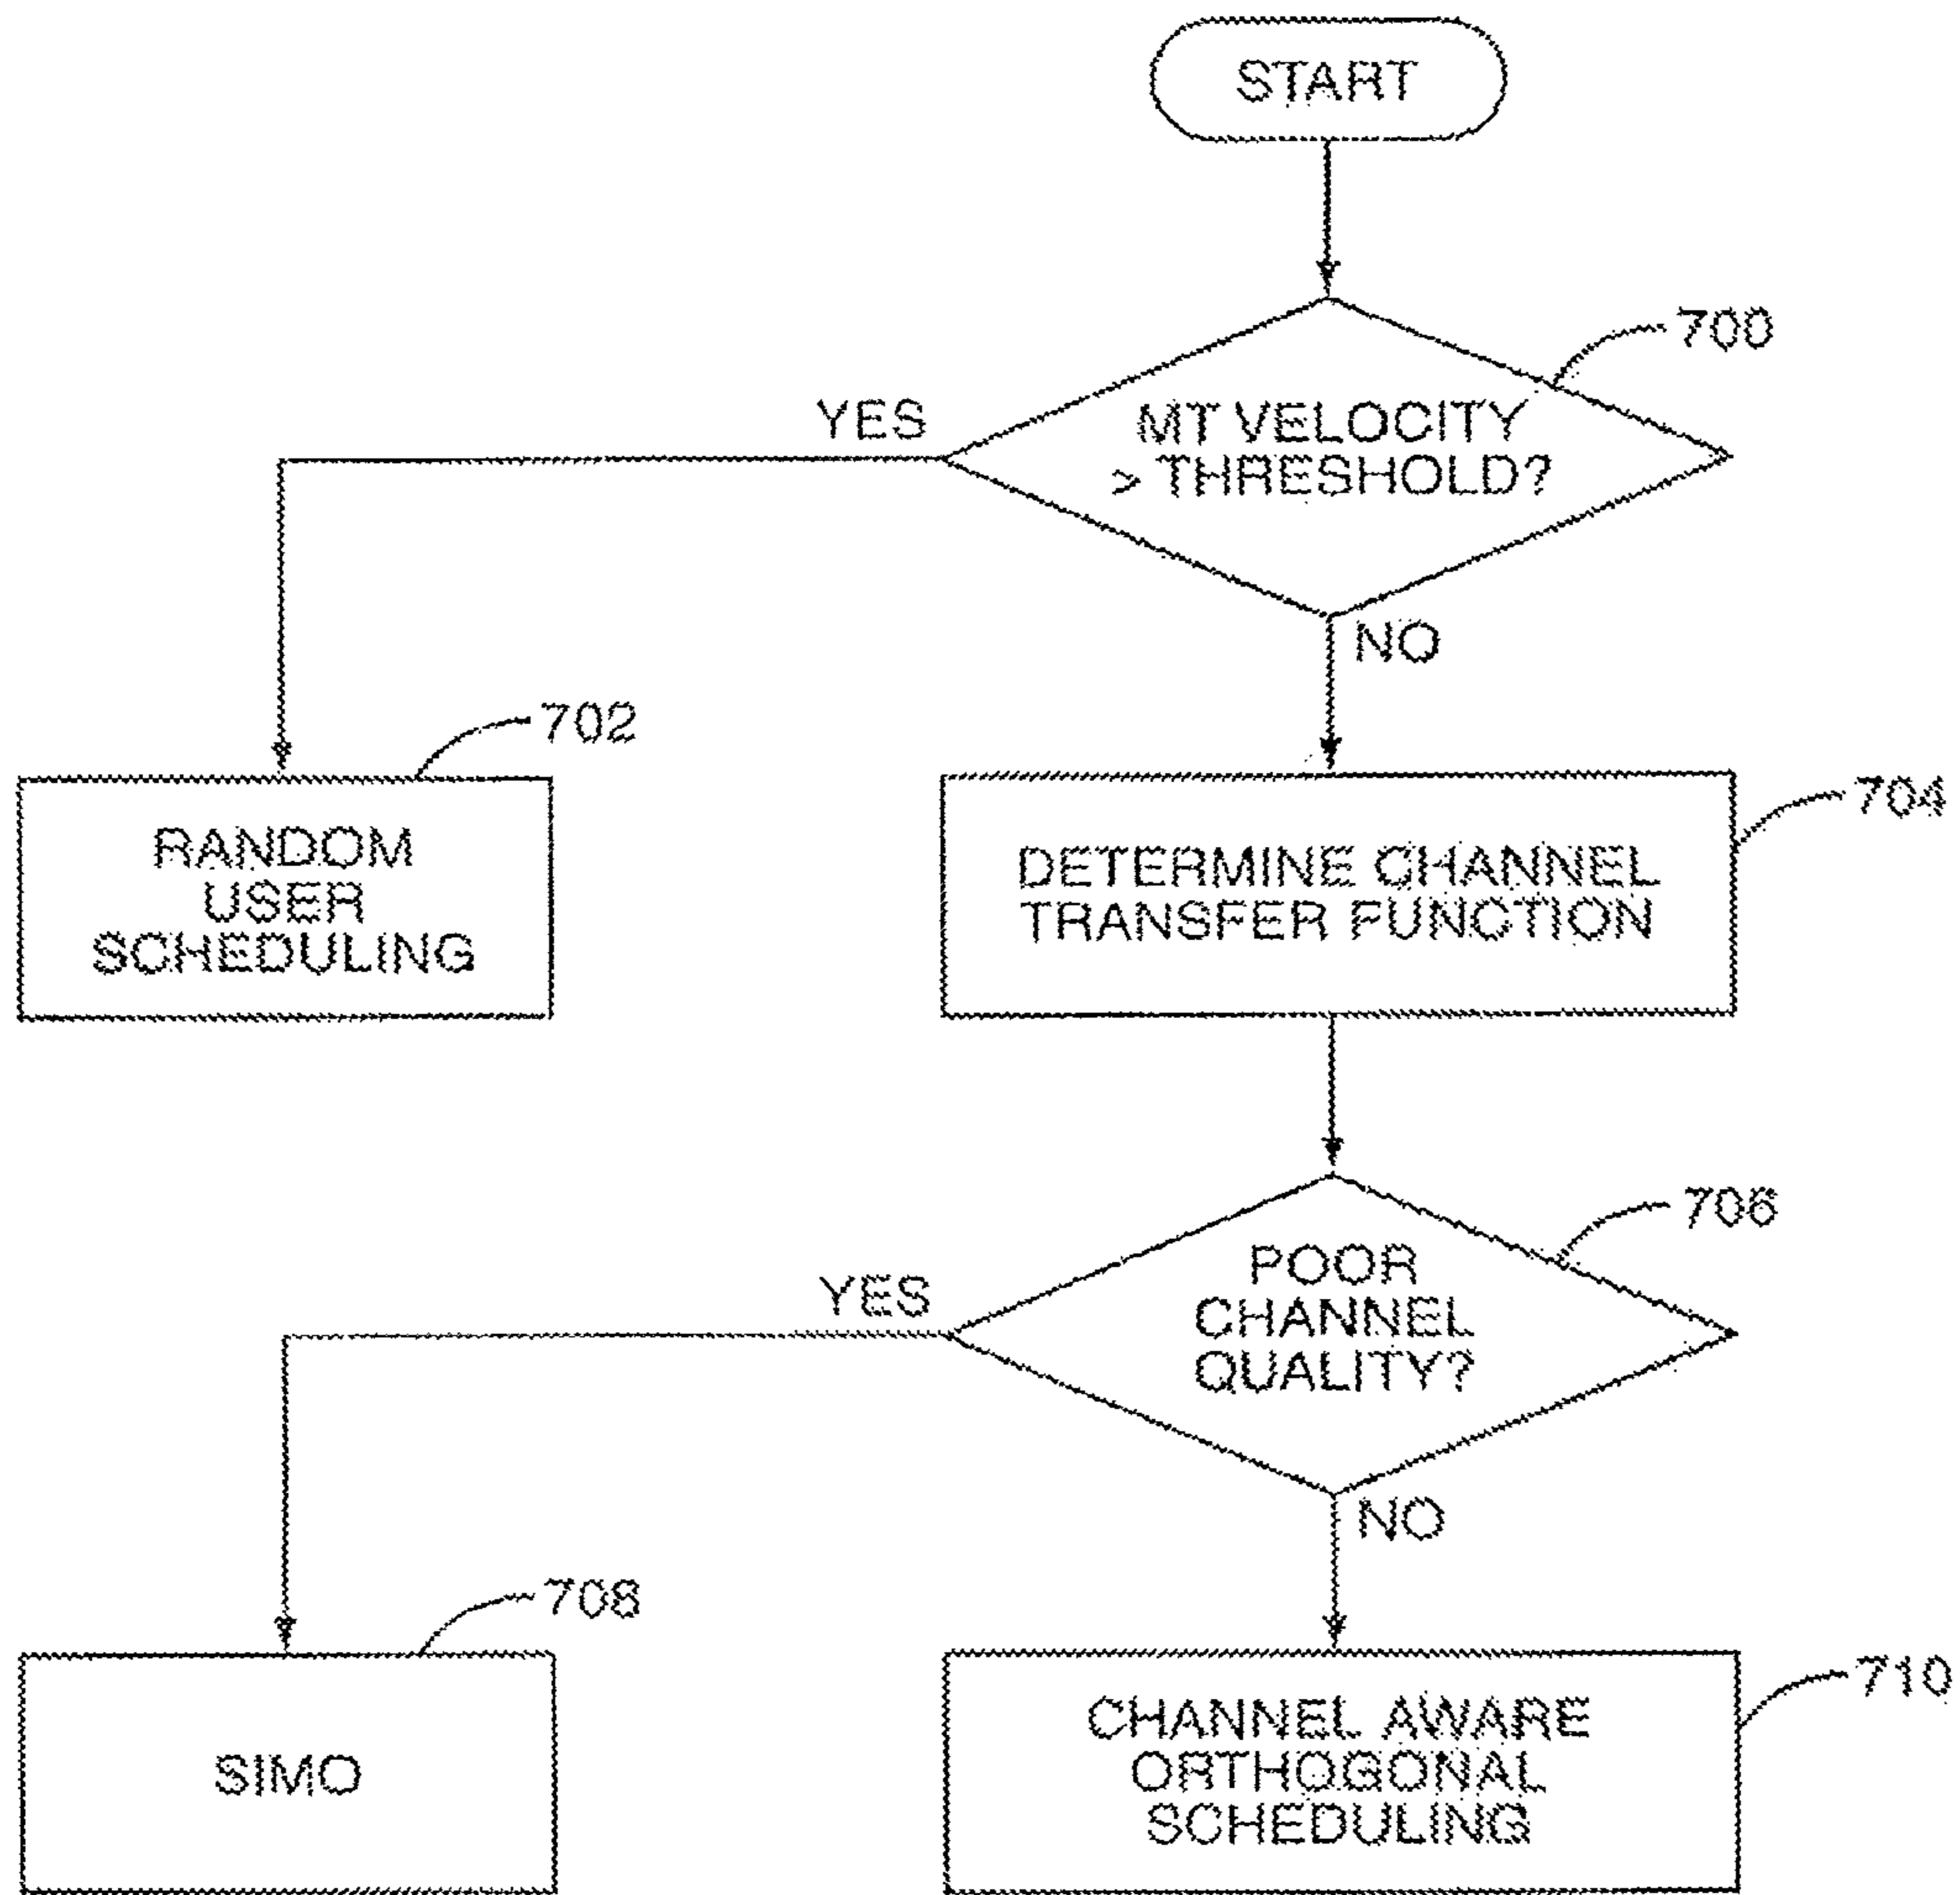 START
700
MT VELOCITY
> THRESHOLD?
YES
NO
702
RANDOM
USER
SCHEDULING
704
DETERMINE CHANNEL
TRANSFER FUNCTION
706
POOR
CHANNEL
QUALITY?
YES
NO
708
SIMO
710
CHANNEL AWARE
ORTHOGONAL
SCHEDULING